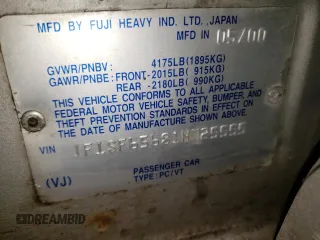 MFD BY FUJI HEAVY IND. LTD., JAPAN
MFD IN 05/00
GVWR/PNBV: 4175LB(1895KG)
GAWR/PNBE: FRONT-2015LB( 915KG)
REAR -2180LB( 990KG)
THIS VEHICLE CONFORMS TO ALL APPLICABLE
FEDERAL MOTOR VEHICLE SAFETY, BUMPER, AND
THEFT PREVENTION STANDARDS IN EFFECT ON
THE DATE OF MANUFACTURE SHOWN ABOVE.
VIN
PASSENGER CAR
(VJ) TYPE: PC/VT
DREAMBID